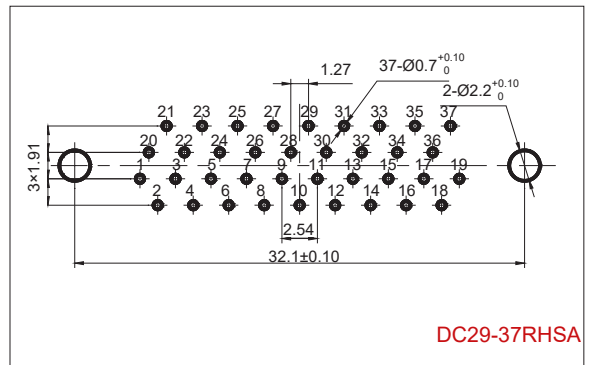 1.27 37-Ø0.7 +0.10 0
2-Ø2.2 +0.10 0
21 23 25 27 29 31 33 35 37
20 22 24 26 28 30 32 34 36
1 3 5 7 9 11 13 15 17 19
2 4 6 8 10 12 14 16 18
3×1.91
2.54
32.1±0.10
DC29-37RHSA